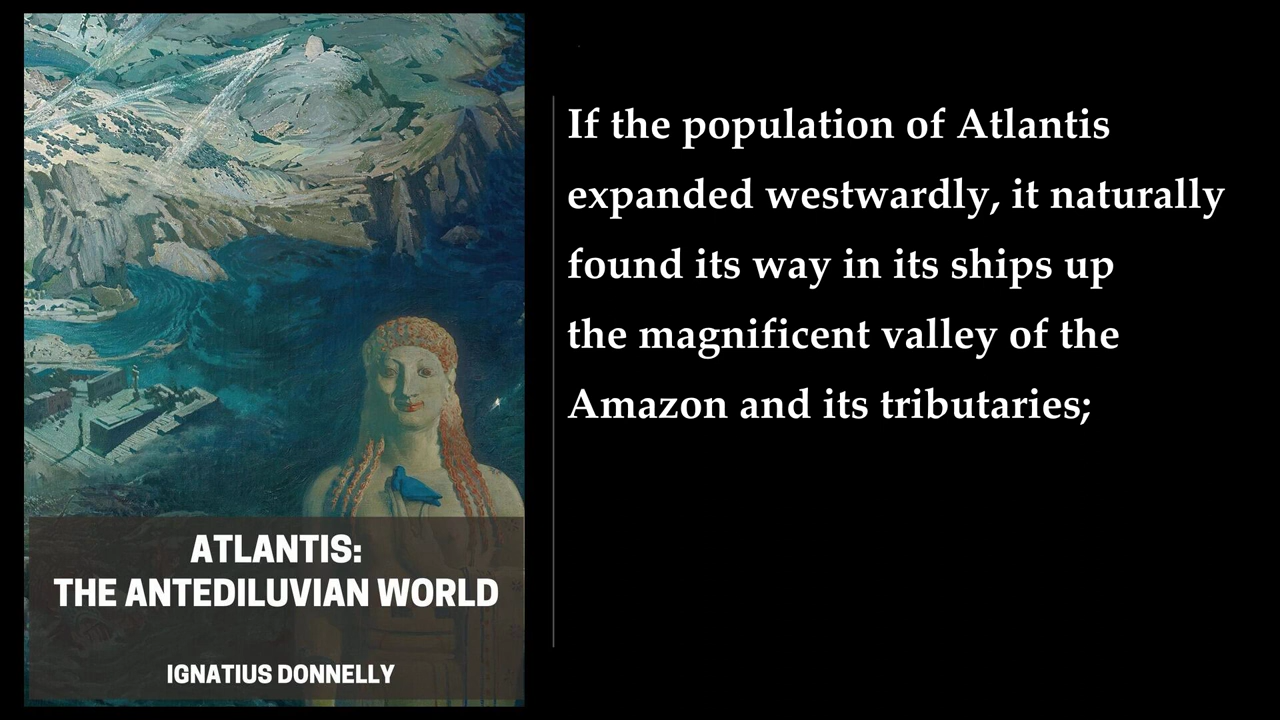 If the population of Atlantis
expanded westwardly, it naturally
found its way in its ships up
the magnificent valley of the
Amazon and its tributaries;
ATLANTIS:
THE ANTEDILUVIAN WORLD
IGNATIUS DONNELLY